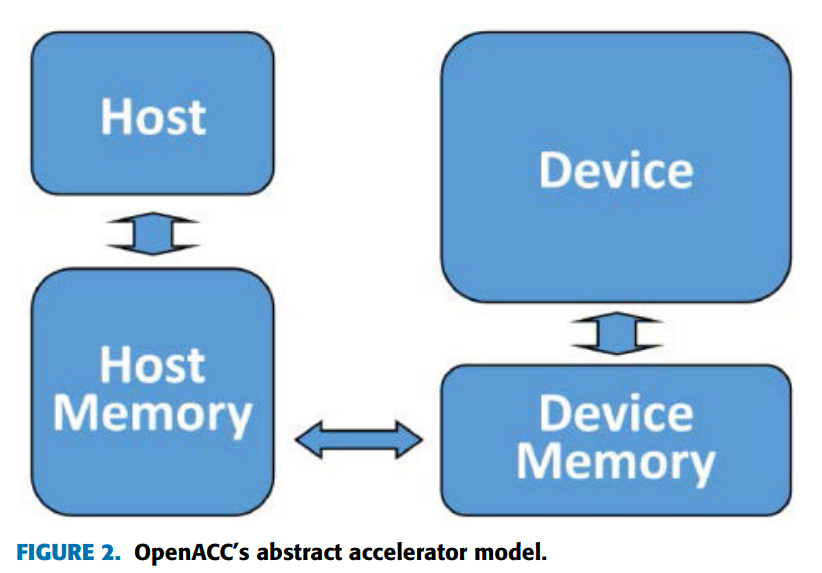 Host
Device
Host
Memory
Device
Memory
FIGURE 2. OpenACC's abstract accelerator model.